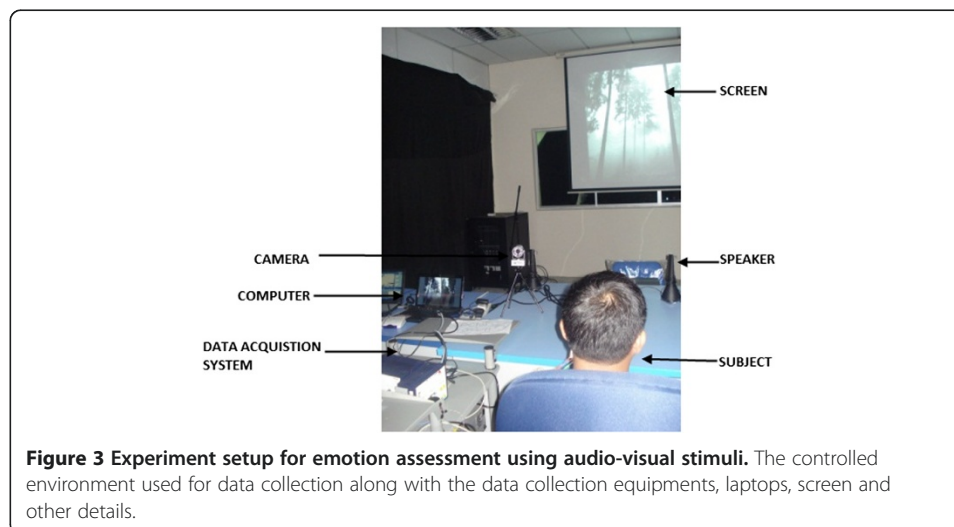 SCREEN
CAMERA
SPEAKER
COMPUTER
DATA ACQUISTION
SYSTEM
SUBJECT
Figure 3 Experiment setup for emotion assessment using audio-visual stimuli. The controlled
environment used for data collection along with the data collection equipments, laptops, screen and
other details.